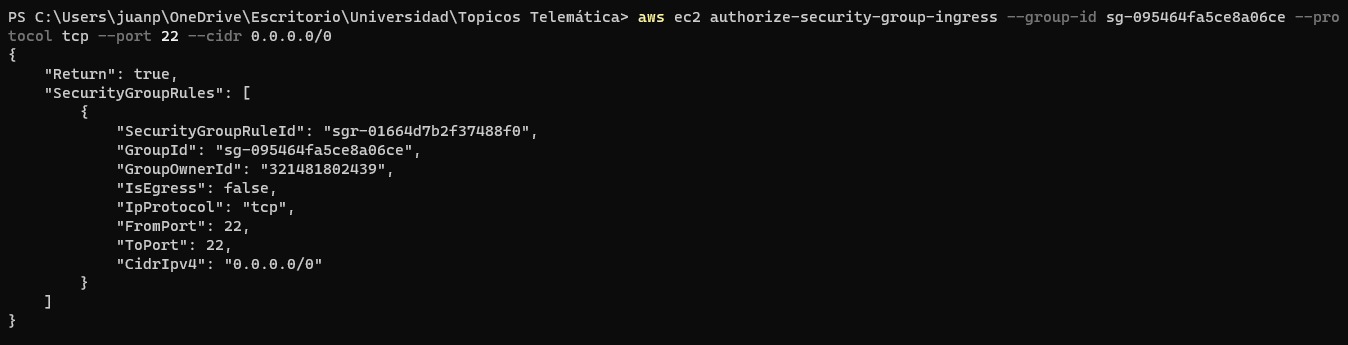 PS C:\Users\juanp\OneDrive\Escritorio\Universidad\Topicos Telemática> aws ec2 authorize-security-group-ingress --group-id sg-095464fa5ce8a06ce --pro
tocol tcp --port 22 --cidr 0.0.0.0/0
{
    "Return": true,
    "SecurityGroupRules": [
        {
            "SecurityGroupRuleId": "sgr-01664d7b2f37488f0",
            "GroupId": "sg-095464fa5ce8a06ce",
            "GroupOwnerId": "321481802439",
            "IsEgress": false,
            "IpProtocol": "tcp",
            "FromPort": 22,
            "ToPort": 22,
            "CidrIpv4": "0.0.0.0/0"
        }
    ]
}